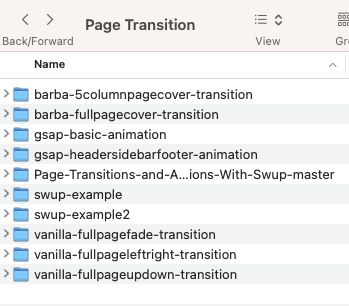 Page Transition
Back/Forward
View
Gr
Name
barba-5columnpagecover-transition
barba-fullpagecover-transition
gsap-basic-animation
gsap-headersidebarfooter-animation
Page-Transitions-and-A...ions-With-Swup-master
swup-example
swup-example2
vanilla-fullpagefade-transition
vanilla-fullpageleftright-transition
vanilla-fullpageupdown-transition